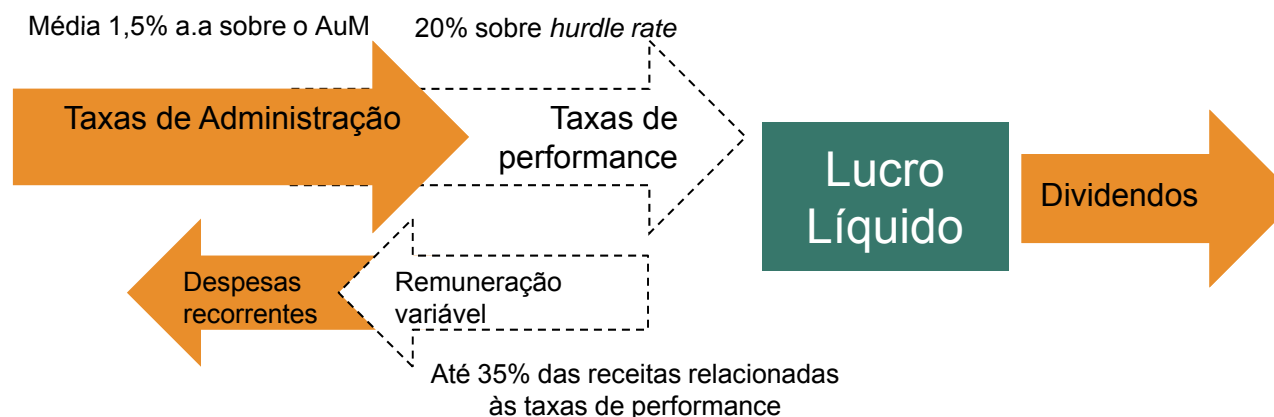 Média 1,5% a.a sobre o AuM
20% sobre hurdle rate
Taxas de Administração
Taxas de
performance
Lucro
Líquido
Dividendos
Despesas
recorrentes
Remuneração
variável
Até 35% das receitas relacionadas
às taxas de performance